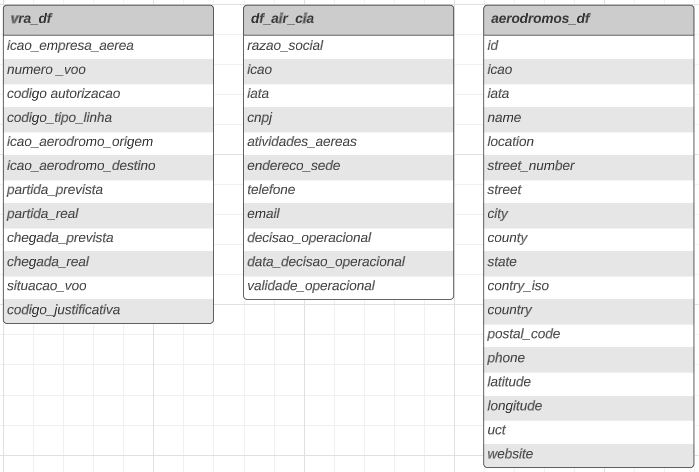 vra_df
icao_empresa_aerea
numero _voo
codigo autorizacao
codigo_tipo_linha
icao_aerodromo_origem
icao_aerodromo_destino
partida_prevista
partida_real
chegada_prevista
chegada_real
situacao_voo
codigo_justificativa
df_air_cia
razao_social
icao
iata
cnpj
atividades_aereas
endereco_sede
telefone
email
decisao_operacional
data_decisao_operacional
validade_operacional
aerodromos_df
id
icao
iata
name
location
street_number
street
city
county
state
contry_iso
country
postal_code
phone
latitude
longitude
uct
website